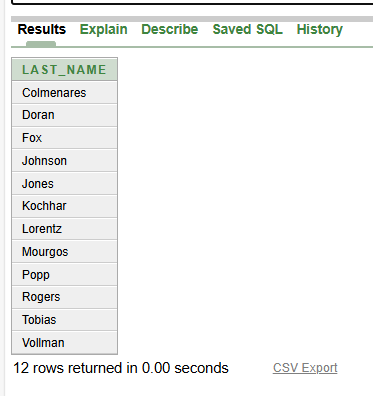 Results Explain Describe Saved SQL History
LAST_NAME
Colmenares
Doran
Fox
Johnson
Jones
Kochhar
Lorentz
Mourgos
Popp
Rogers
Tobias
Vollman
12 rows returned in 0.00 seconds CSV Export